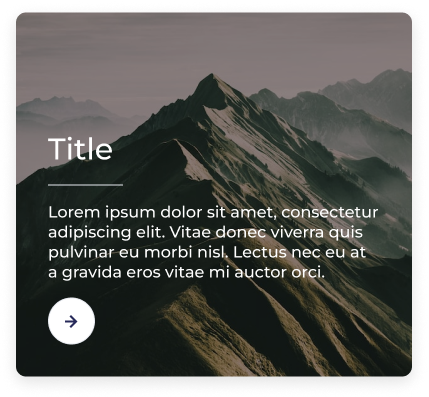 Title
Lorem ipsum dolor sit amet, consectetur
adipiscing elit. Vitae donec viverra quis
pulvinar eu morbi nisl. Lectus nec eu at
a gravida eros vitae mi auctor orci.